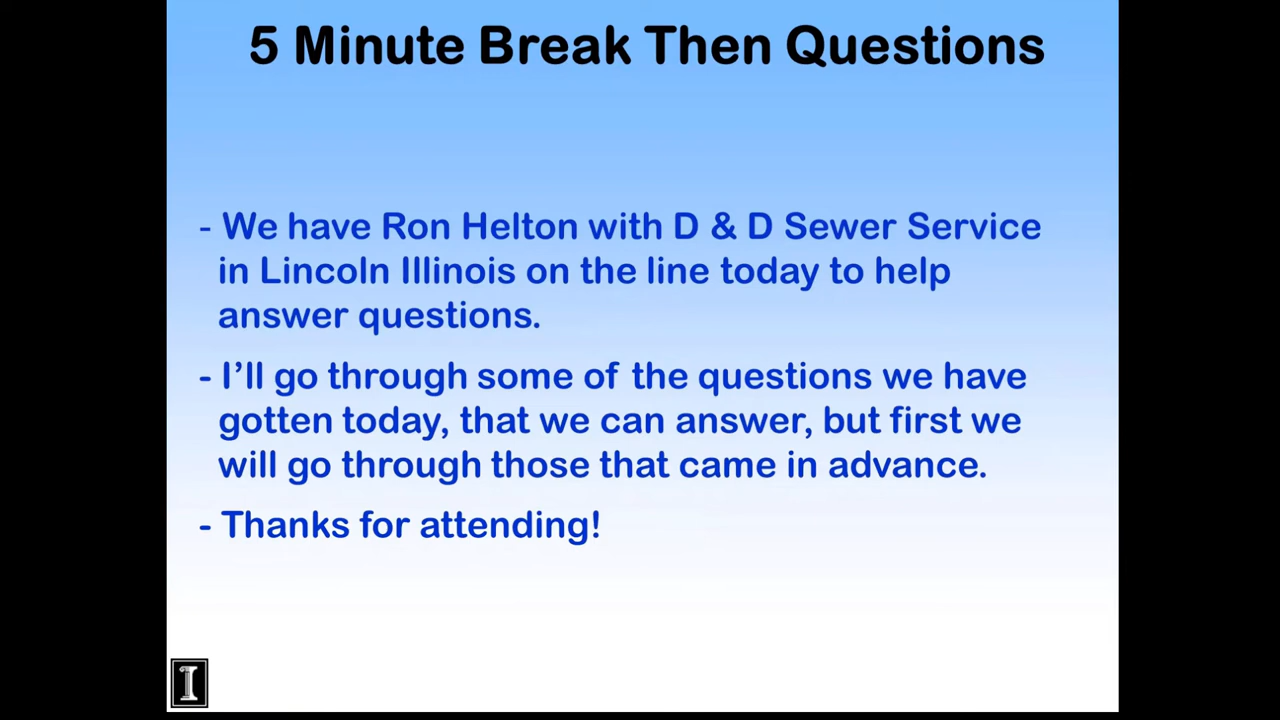 5 Minute Break Then Questions
- We have Ron Helton with D & D Sewer Service
in Lincoln Illinois on the line today to help
answer questions.
- I’ll go through some of the questions we have
gotten today, that we can answer, but first we
will go through those that came in advance.
- Thanks for attending!
I